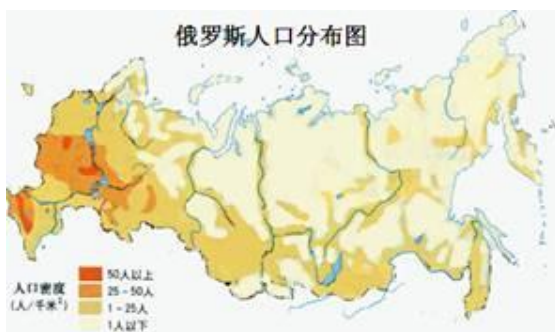 俄罗斯人口分布图
人口密度
(人/千米²)
50人以上
25-50人
1-25人
1人以下